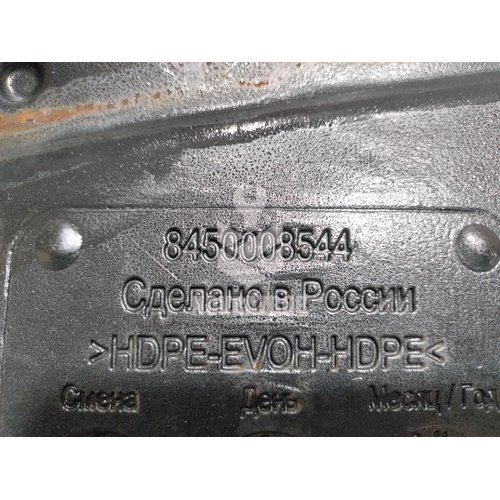 8450008544
Сделано в России
>HDPE-EVOH-HDPE<
Смена День Месяц / Год